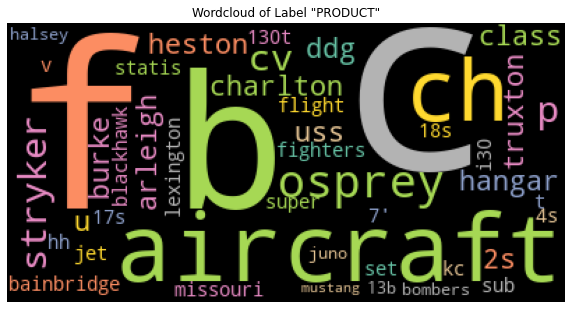 Wordcloud of Label "PRODUCT"
halsey
f
C
heston
130t
class
v
statis
cv
ddg
charlton
ch
stryker
burke
blackhawk
arleigh
b
flight
uss
18s
truxton
p
lexington
fighters
i30
osprey
hangar
super
u
17s
7'
t
4s
hh
jet
aircraft
juno
set
kc
2s
bainbridge
missouri
mustang
13b
bombers
sub